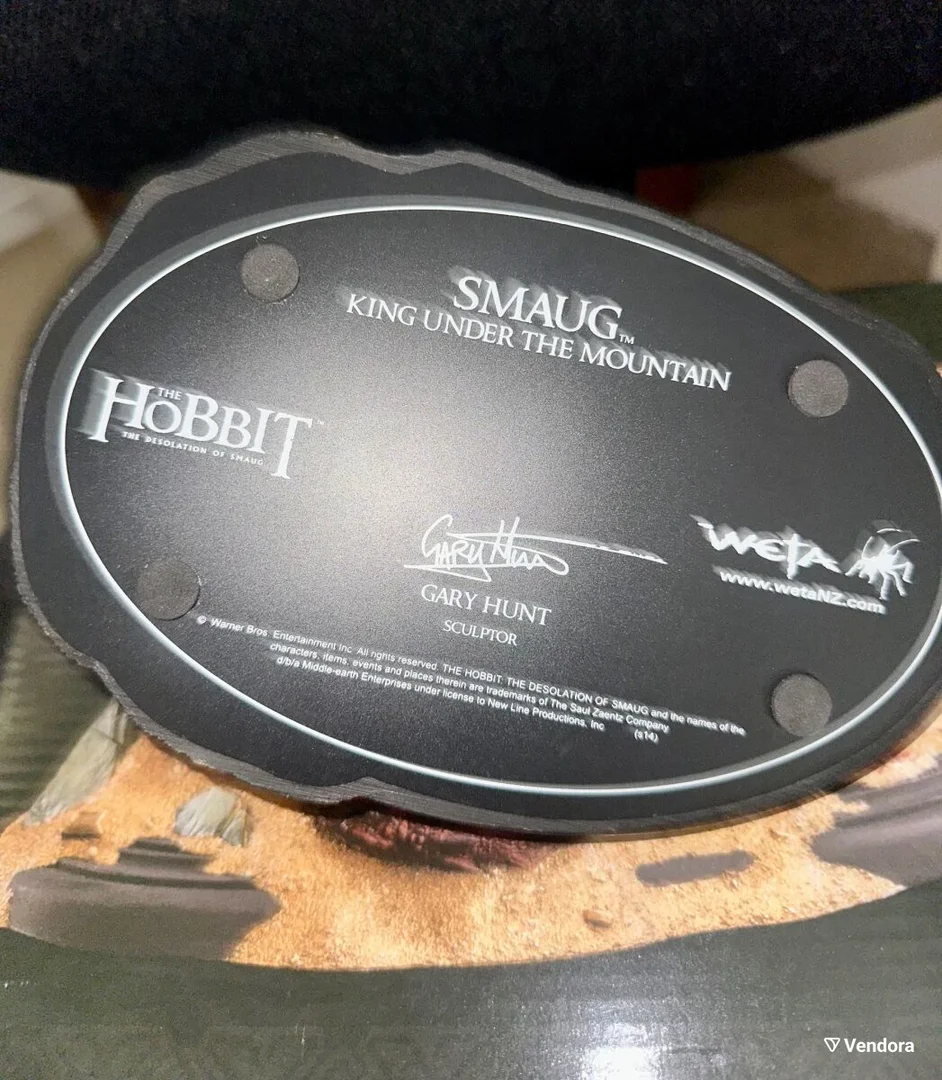 SMAUG™
KING UNDER THE MOUNTAIN
THE
HOBBIT™
THE DESOLATION OF SMAUG
GARY HUNT
SCULPTOR
WETA
www.wetaNZ.com
© Warner Bros. Entertainment Inc. All rights reserved. THE HOBBIT: THE DESOLATION OF SMAUG and the names of the
characters, items, events and places therein are trademarks of The Saul Zaentz Company
d/b/a Middle-earth Enterprises under license to New Line Productions, Inc. (s14)
Vendora